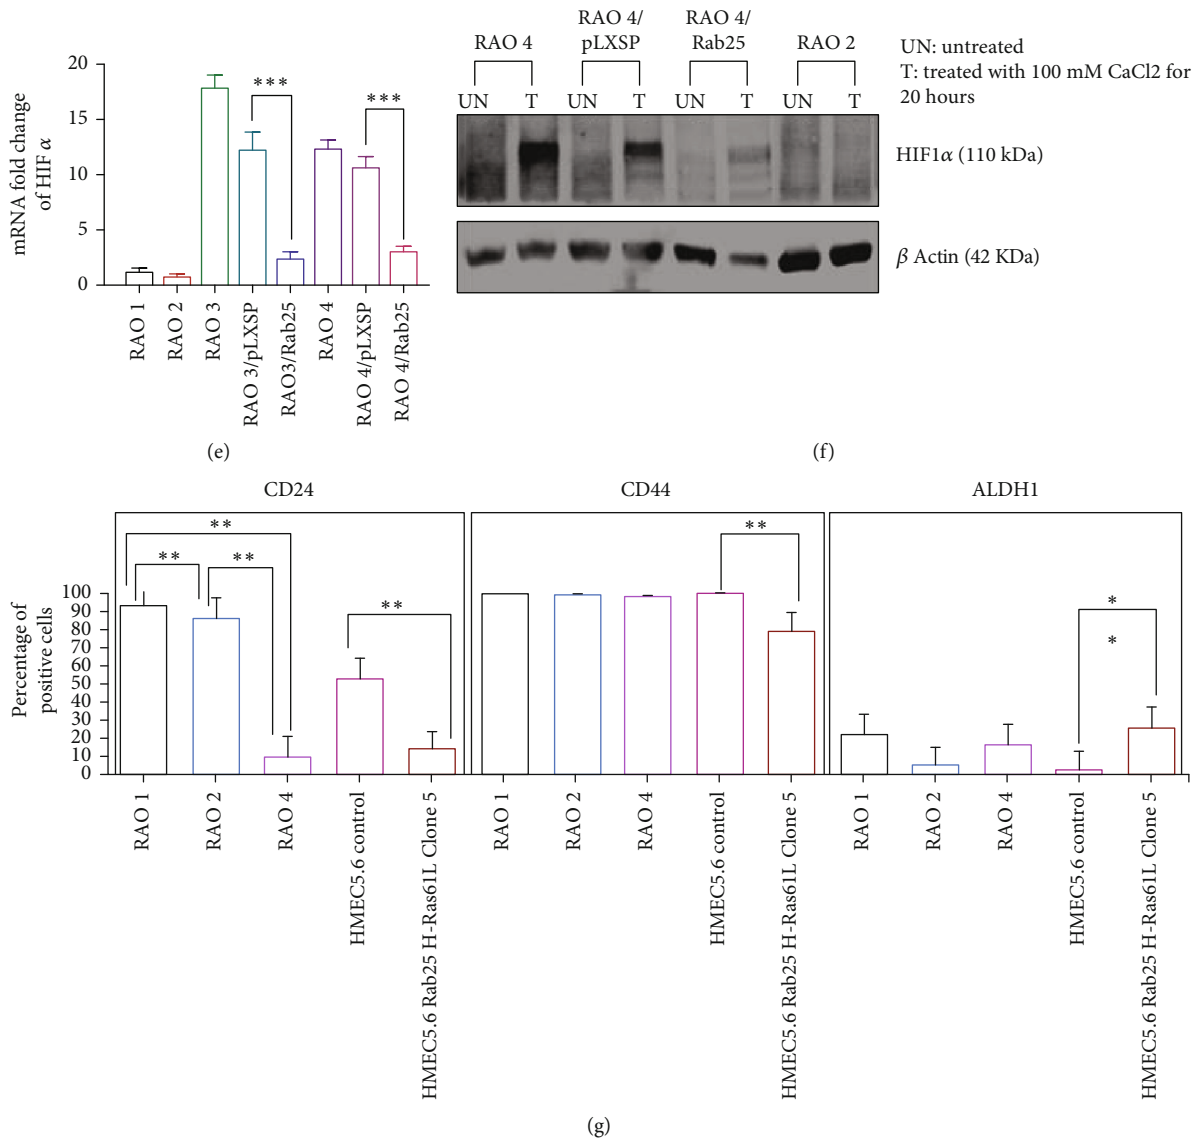 20
15
10
5
0
mRNA fold change
of HIF α
***
***
RAO 1
RAO 2
RAO 3
RAO 3/pLXSP
RAO3/Rab25
RAO 4
RAO 4/pLXSP
RAO 4/Rab25
(e)
RAO 4
RAO 4/
pLXSP
RAO 4/
Rab25
RAO 2
UN T UN T UN T UN T
UN: untreated
T: treated with 100 mM CaCl2 for
20 hours
HIF1α (110 kDa)
β Actin (42 KDa)
(f)
CD24
CD44
ALDH1
Percentage of
positive cells
100
90
80
70
60
50
40
30
20
10
0
**
**
**
**
**
*
*
RAO 1
RAO 2
RAO 4
HMEC5.6 control
HMEC5.6 Rab25 H-Ras61L Clone 5
RAO 1
RAO 2
RAO 4
HMEC5.6 control
HMEC5.6 Rab25 H-Ras61L Clone 5
RAO 1
RAO 2
RAO 4
HMEC5.6 control
HMEC5.6 Rab25 H-Ras61L Clone 5
(g)